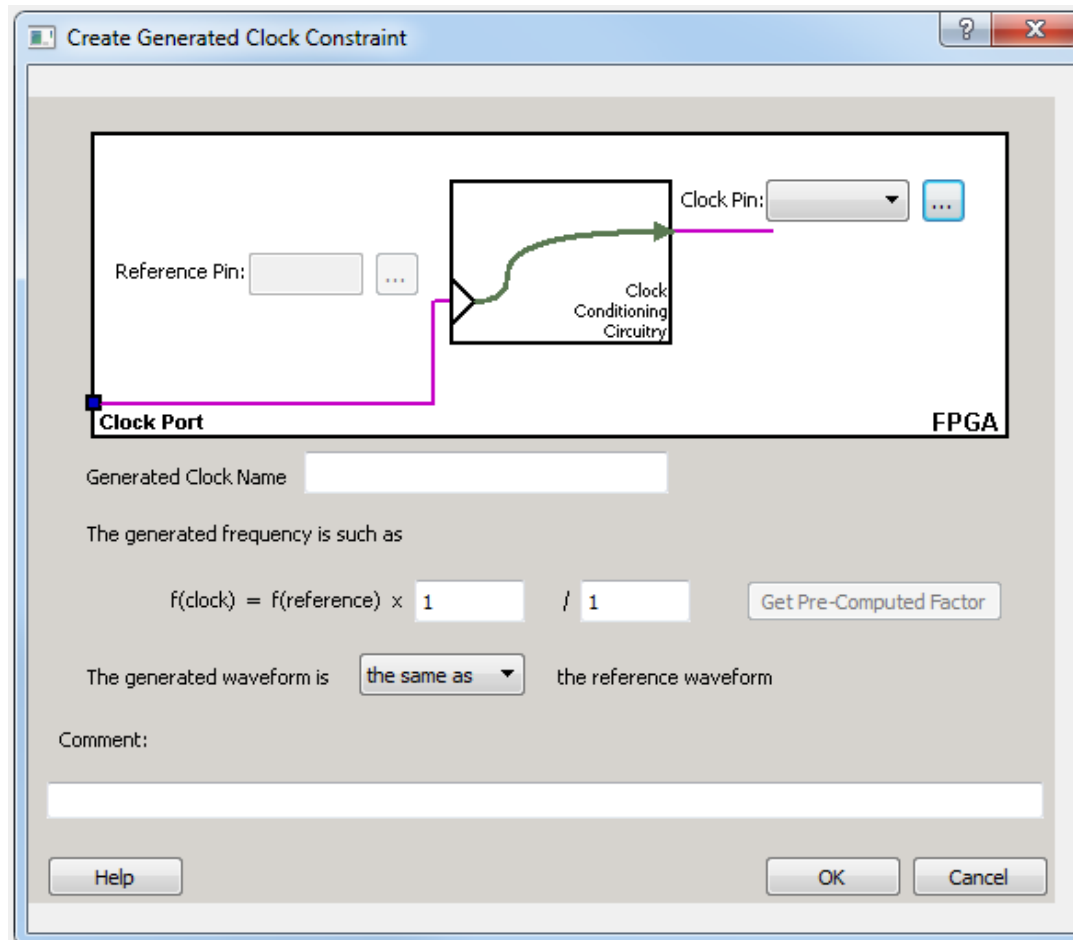 Create Generated Clock Constraint
?
X
Clock Pin:
...
Reference Pin:
...
Clock
Conditioning
Circuitry
Clock Port
FPGA
Generated Clock Name
The generated frequency is such as
f(clock) = f(reference) x 1 / 1 Get Pre-Computed Factor
The generated waveform is the same as the reference waveform
Comment:
Help OK Cancel